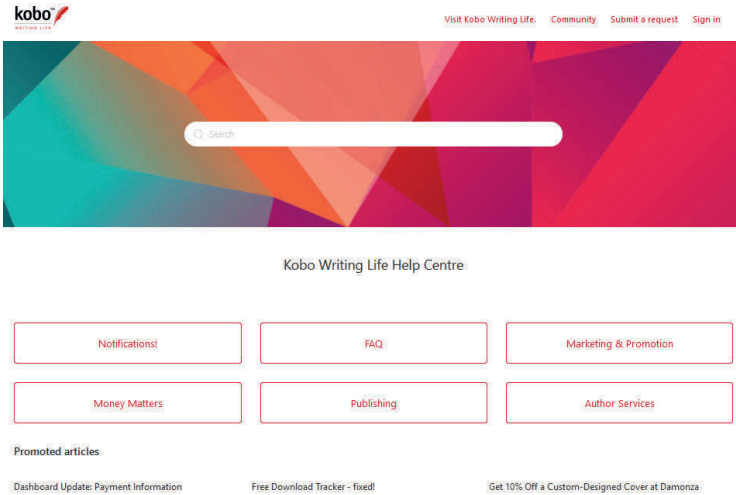 kobo™
WRITING LIFE
Visit Kobo Writing Life. Community Submit a request Sign in
Search
Kobo Writing Life Help Centre
Notifications! FAQ Marketing & Promotion
Money Matters Publishing Author Services
Promoted articles
Dashboard Update: Payment Information Free Download Tracker - fixed! Get 10% Off a Custom-Designed Cover at Damonza